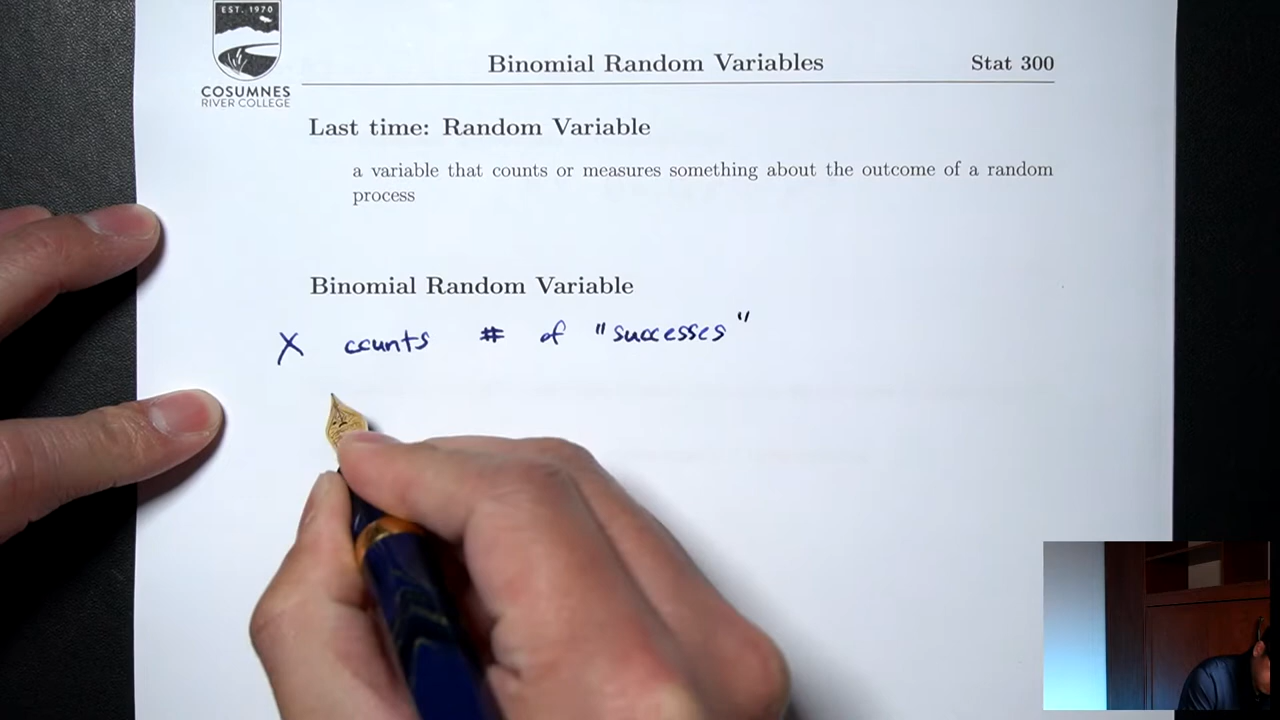 EST. 1970
COSUMNES
RIVER COLLEGE
Binomial Random Variables
Stat 300
Last time: Random Variable
a variable that counts or measures something about the outcome of a random
process
Binomial Random Variable
X counts # of "successes"